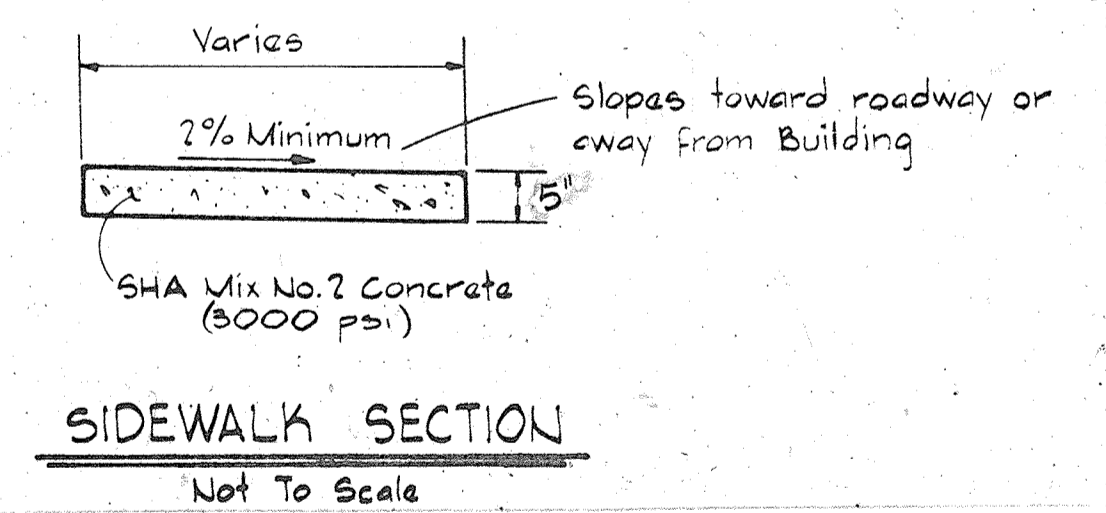 Varies
2% Minimum
Slopes toward roadway or
away from Building
5"
SHA Mix No. 2 Concrete
(3000 psi)
SIDEWALK SECTION
Not To Scale